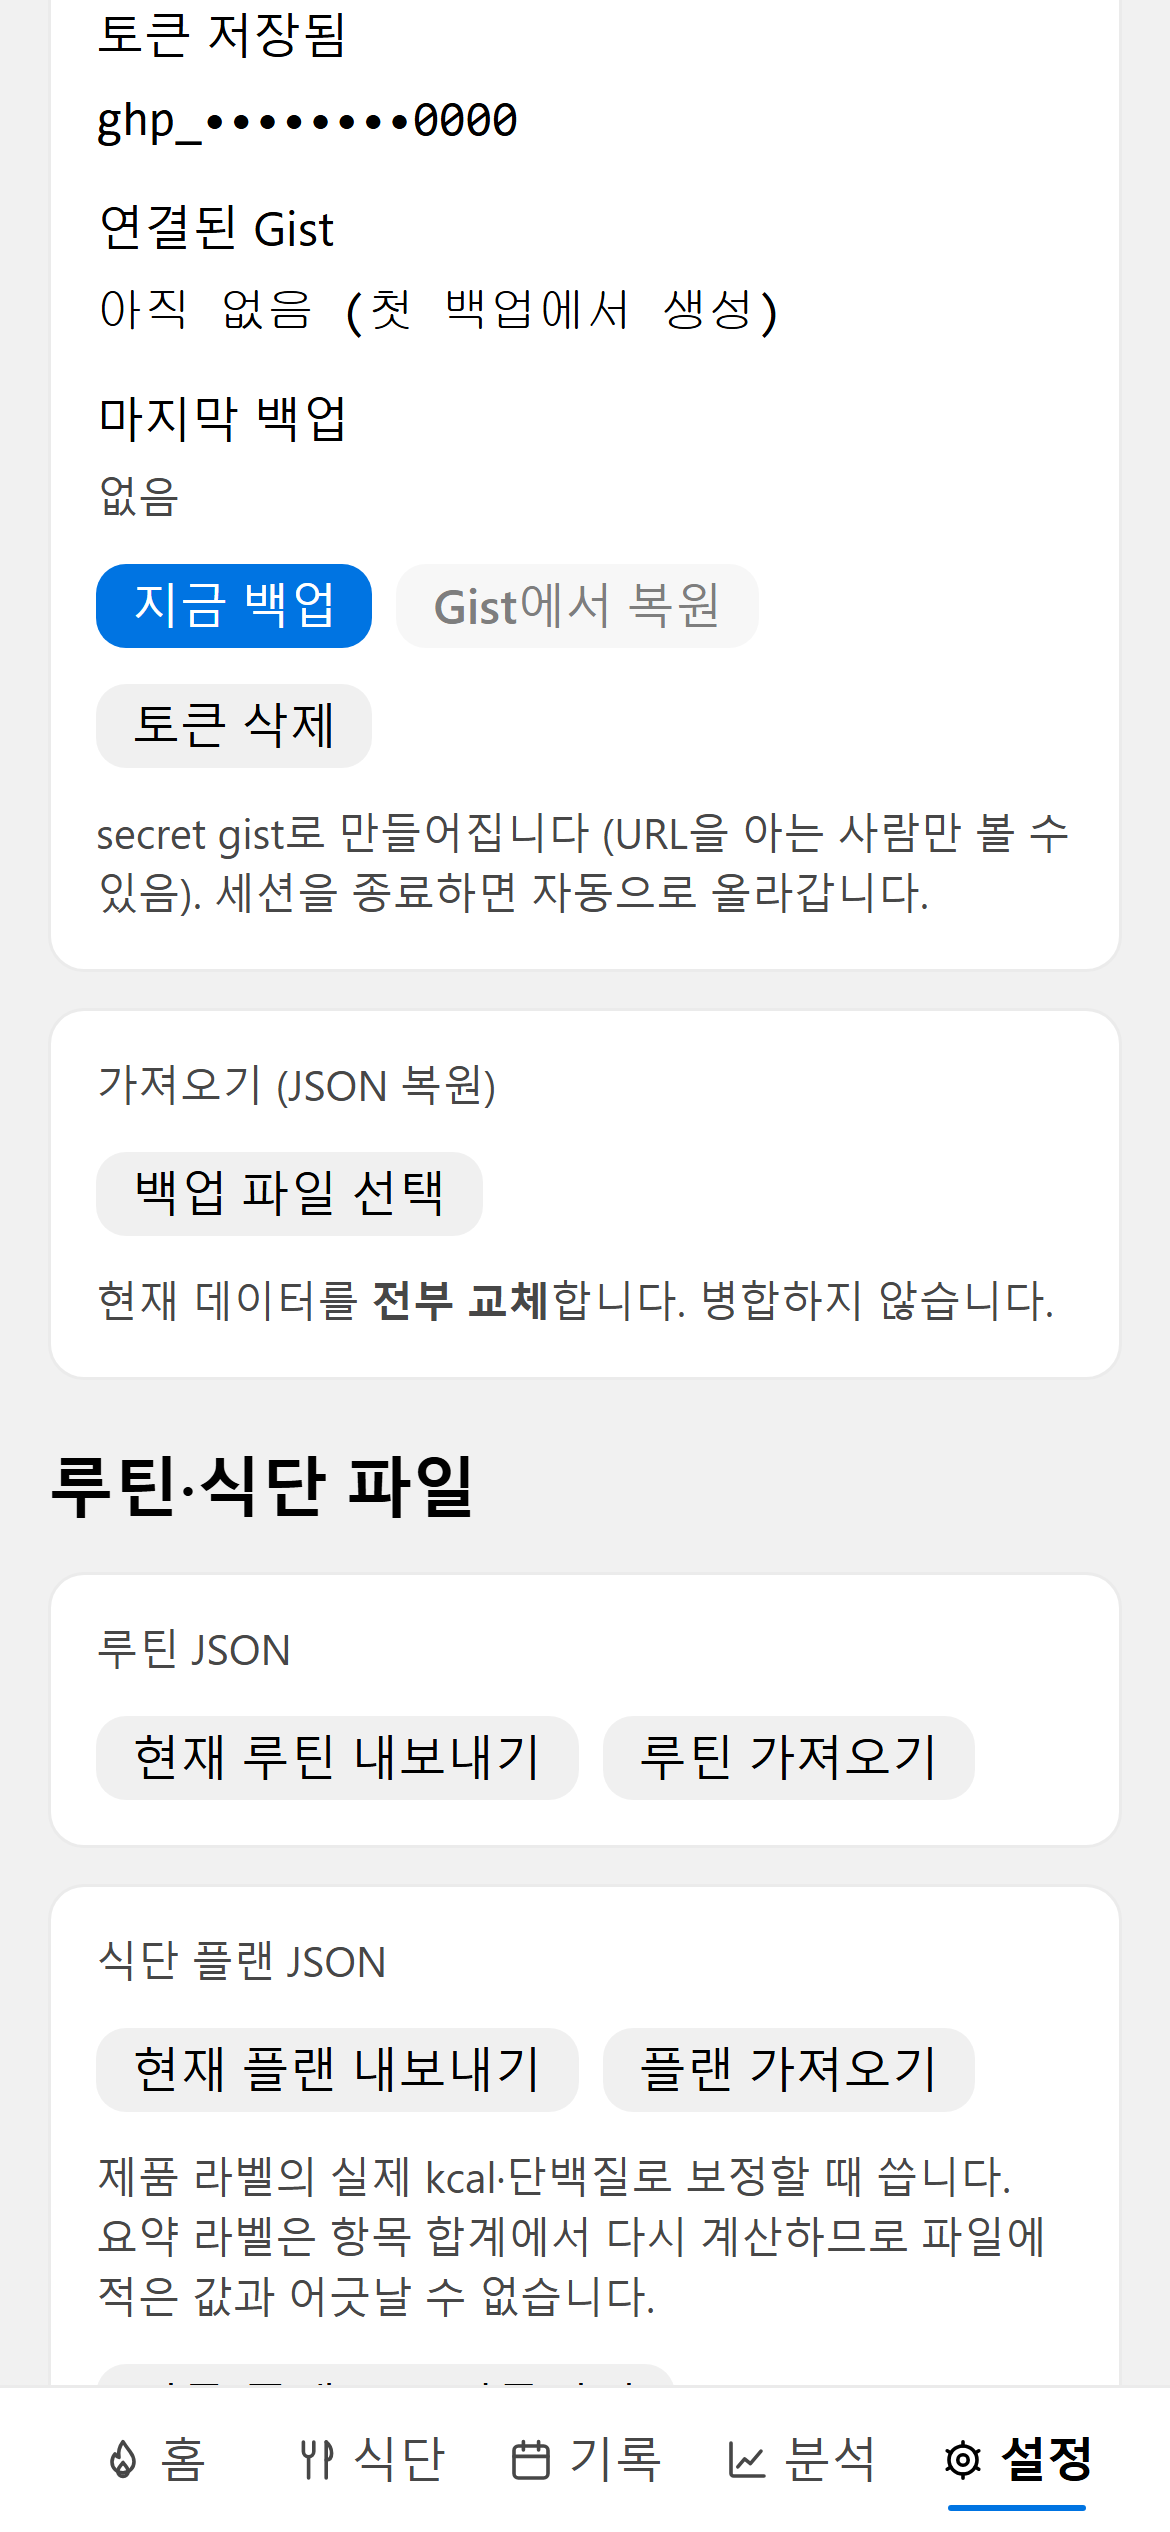 토큰 저장됨
ghp_••••••••0000
연결된 Gist
아직 없음 (첫 백업에서 생성)
마지막 백업
없음
지금 백업 Gist에서 복원
토큰 삭제
secret gist로 만들어집니다 (URL을 아는 사람만 볼 수
있음). 세션을 종료하면 자동으로 올라갑니다.
가져오기 (JSON 복원)
백업 파일 선택
현재 데이터를 전부 교체합니다. 병합하지 않습니다.
루틴·식단 파일
루틴 JSON
현재 루틴 내보내기 루틴 가져오기
식단 플랜 JSON
현재 플랜 내보내기 플랜 가져오기
제품 라벨의 실제 kcal·단백질로 보정할 때 씁니다.
요약 라벨은 항목 합계에서 다시 계산하므로 파일에
적은 값과 어긋날 수 없습니다.
홈 식단 기록 분석 설정